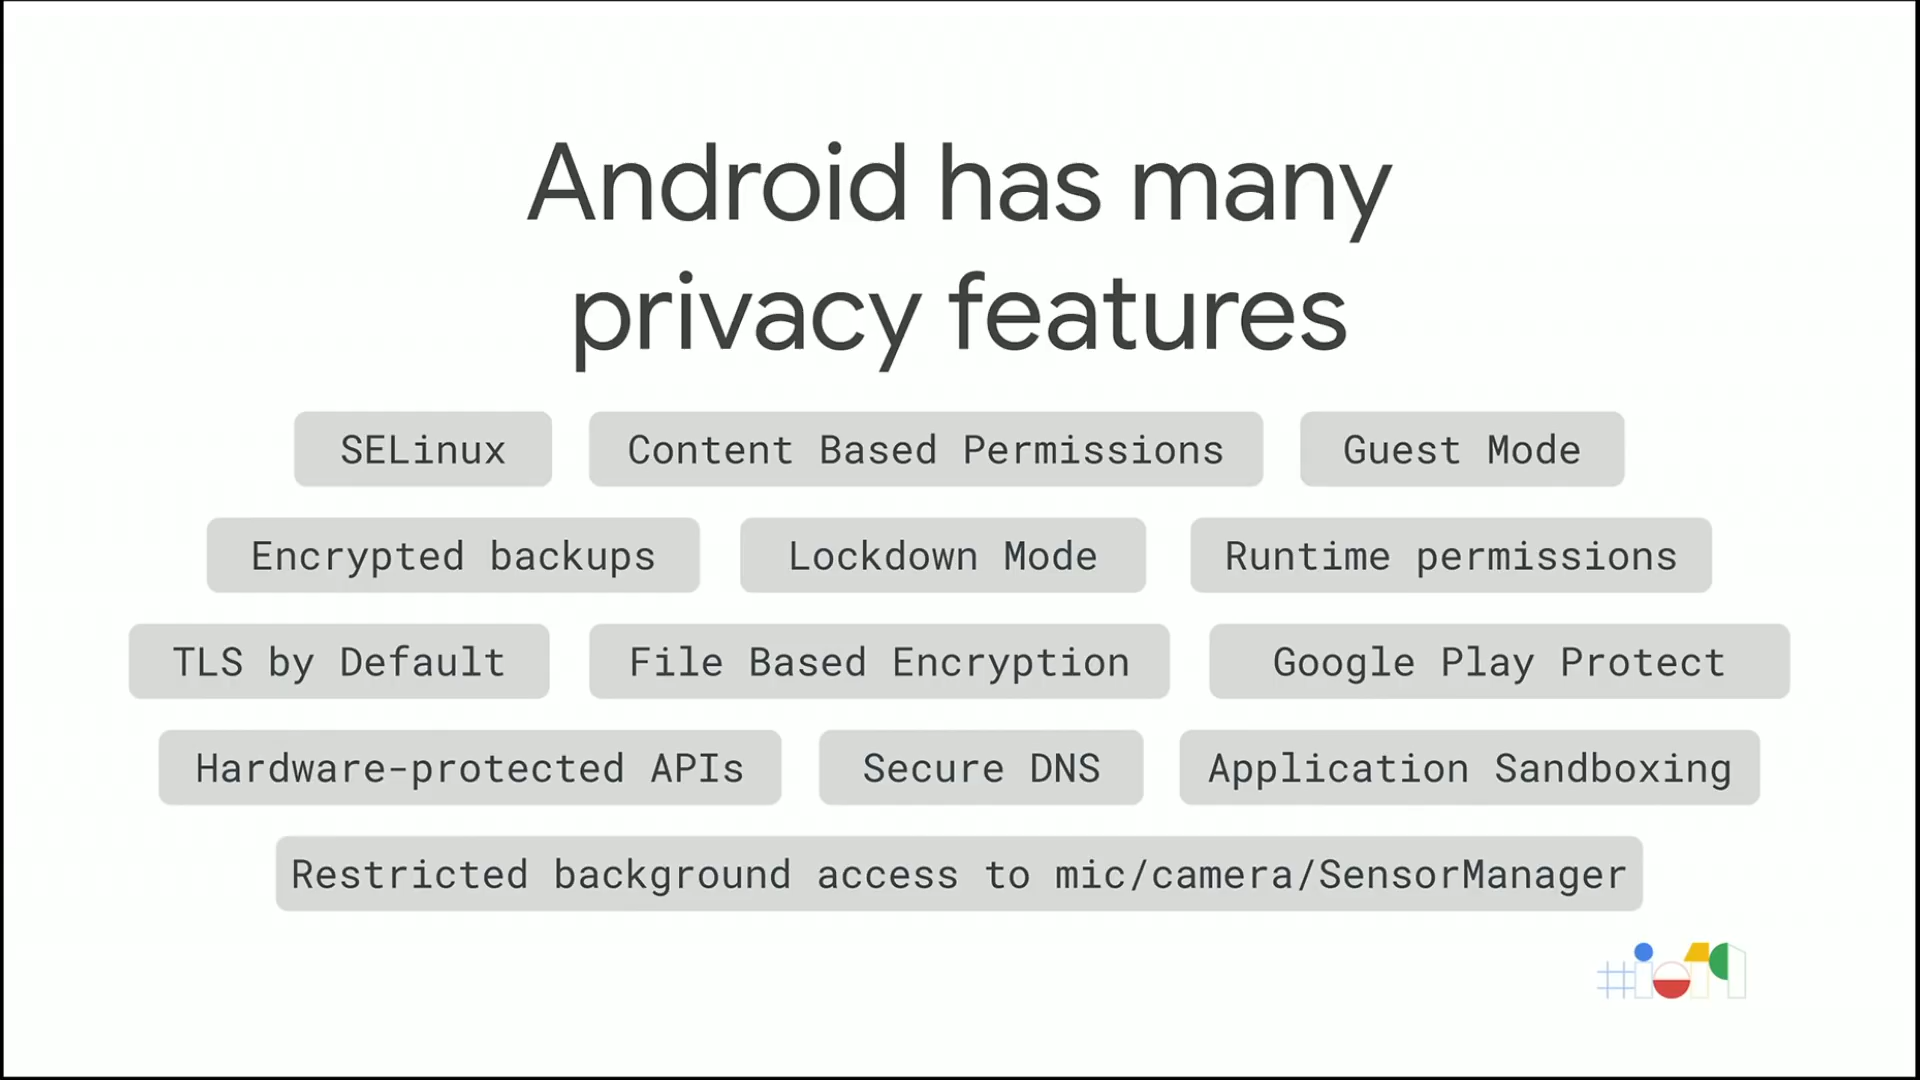 Android has many
privacy features
SELinux Content Based Permissions Guest Mode
Encrypted backups Lockdown Mode Runtime permissions
TLS by Default File Based Encryption Google Play Protect
Hardware-protected APIs Secure DNS Application Sandboxing
Restricted background access to mic/camera/SensorManager
#io19